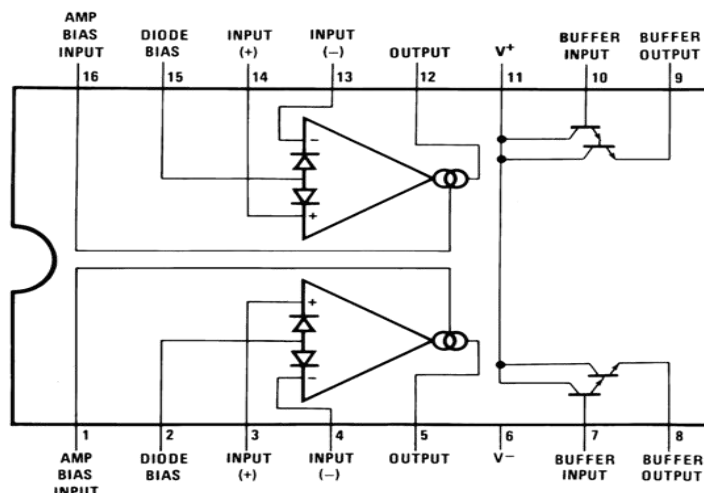 AMP
BIAS
INPUT
DIODE
BIAS
INPUT
(+)
INPUT
(−)
OUTPUT
V+
BUFFER
INPUT
BUFFER
OUTPUT
16 15 14 13 12 11 10 9
−
+
+
−
1 2 3 4 5 6 7 8
AMP
BIAS
INPUT
DIODE
BIAS
INPUT
(+)
INPUT
(−)
OUTPUT
V−
BUFFER
INPUT
BUFFER
OUTPUT